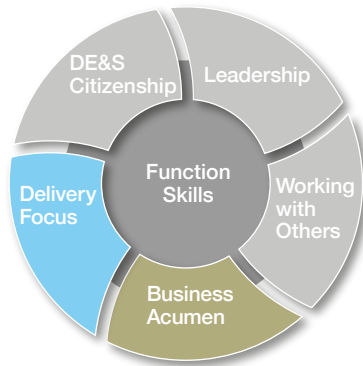 DE&S
Citizenship
Leadership
Function
Skills
Working
with
Others
Delivery
Focus
Business
Acumen